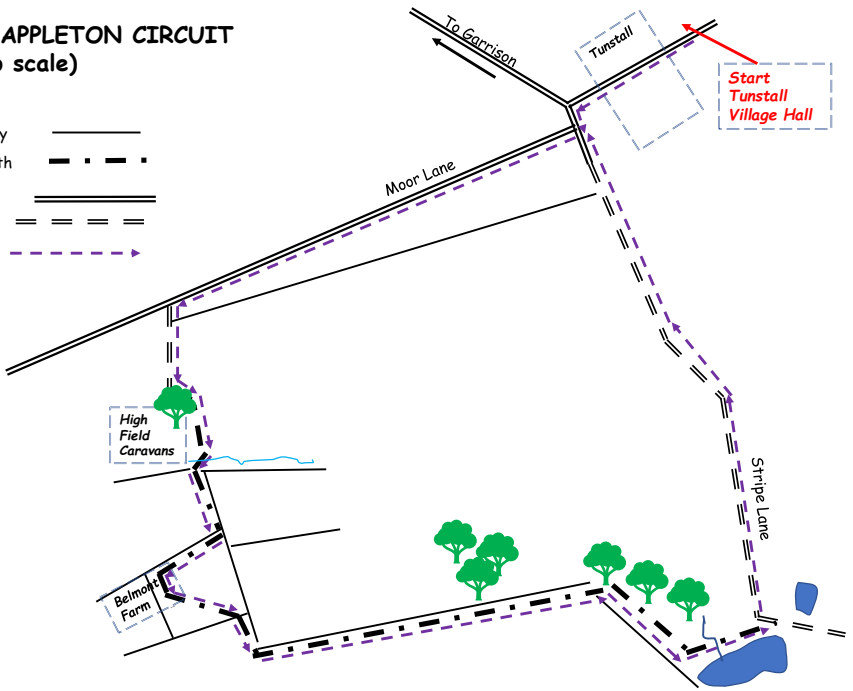 APPLETON CIRCUIT
scale)
To Garrison
Tunstall
Start
Tunstall
Village Hall
Moor Lane
High
Field
Caravans
Stripe Lane
Belmont
Farm